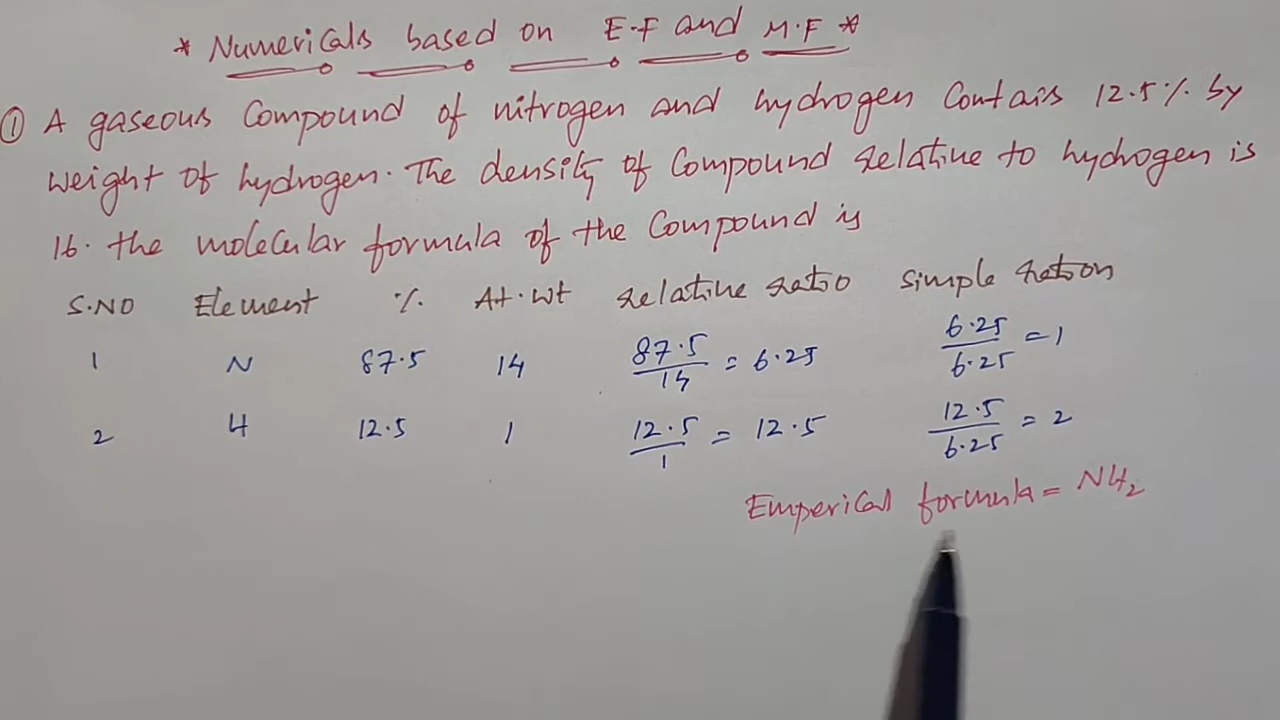 * Numericals based on E.F and M.F *
① A gaseous compound of nitrogen and hydrogen contais 12.5% by
weight of hydrogen. The density of compound relative to hydrogen is
16. the molecular formula of the compound is
S.NO Element % At.wt relative ratio simple ration
1 N 87.5 14 87.5/14 = 6.25 6.25/6.25 = 1
2 H 12.5 1 12.5/1 = 12.5 12.5/6.25 = 2
Emperical formula = NH₂